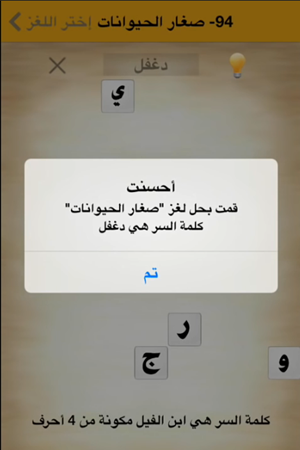 94- صغار الحيوانات إختر اللغز
دغفل
ي
أحسنت
قمت بحل لغز "صغار الحيوانات"
كلمة السر هي دغفل
تم
ر
و ج
كلمة السر هي ابن الفيل مكونة من 4 أحرف